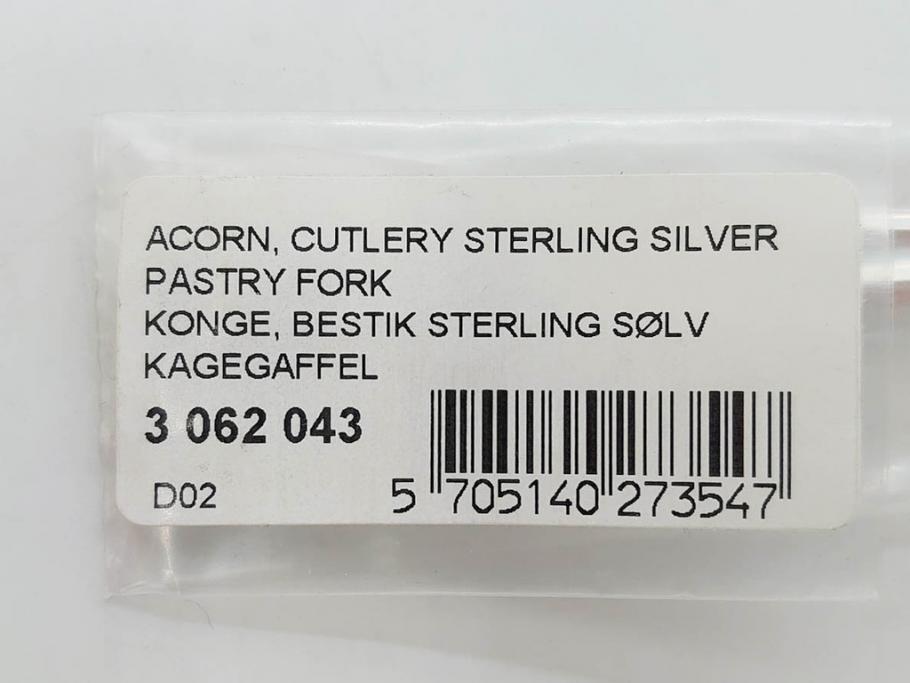 ACORN, CUTLERY STERLING SILVER
PASTRY FORK
KONGE, BESTIK STERLING SØLV
KAGEGAFFEL
3 062 043
D02
5 705140 273547